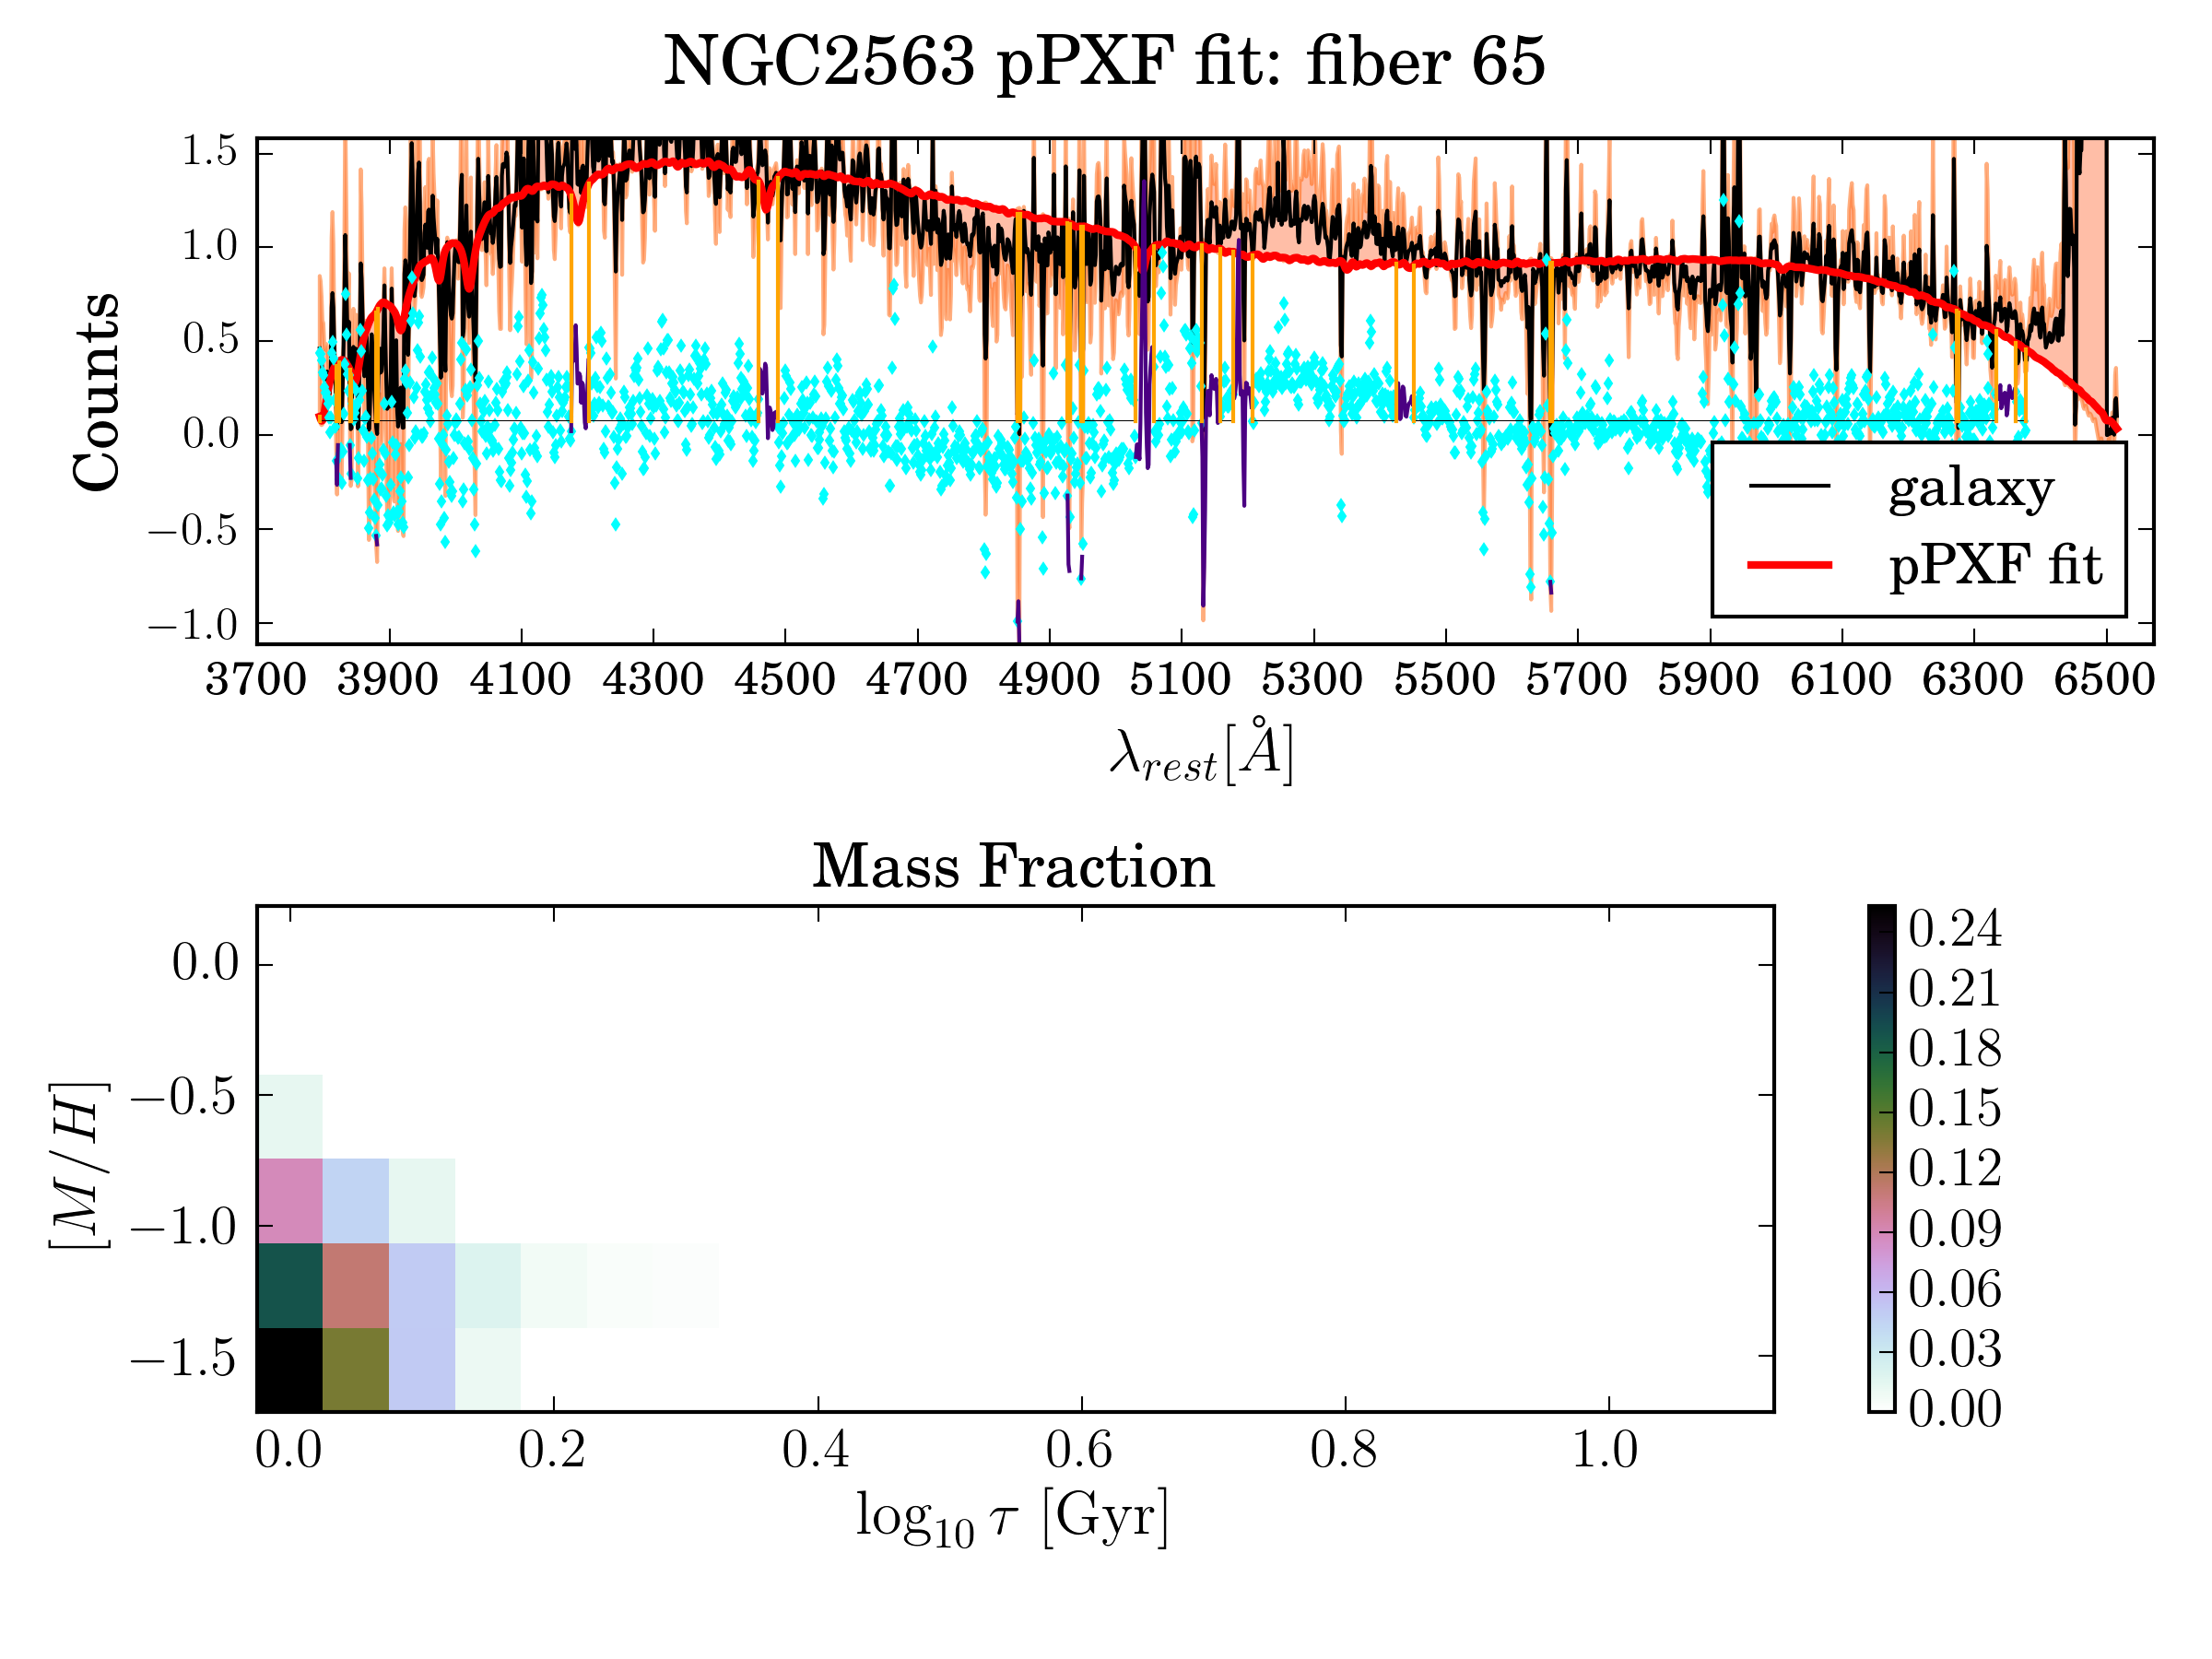 NGC2563 pPXF fit: fiber 65
1.5
1.0
0.5
0.0
−0.5
−1.0
Counts
galaxy
pPXF fit
3700 3900 4100 4300 4500 4700 4900 5100 5300 5500 5700 5900 6100 6300 6500
λrest[Å]
Mass Fraction
0.0
−0.5
−1.0
−1.5
[M/H]
0.24
0.21
0.18
0.15
0.12
0.09
0.06
0.03
0.00
0.0 0.2 0.4 0.6 0.8 1.0
log10 τ [Gyr]